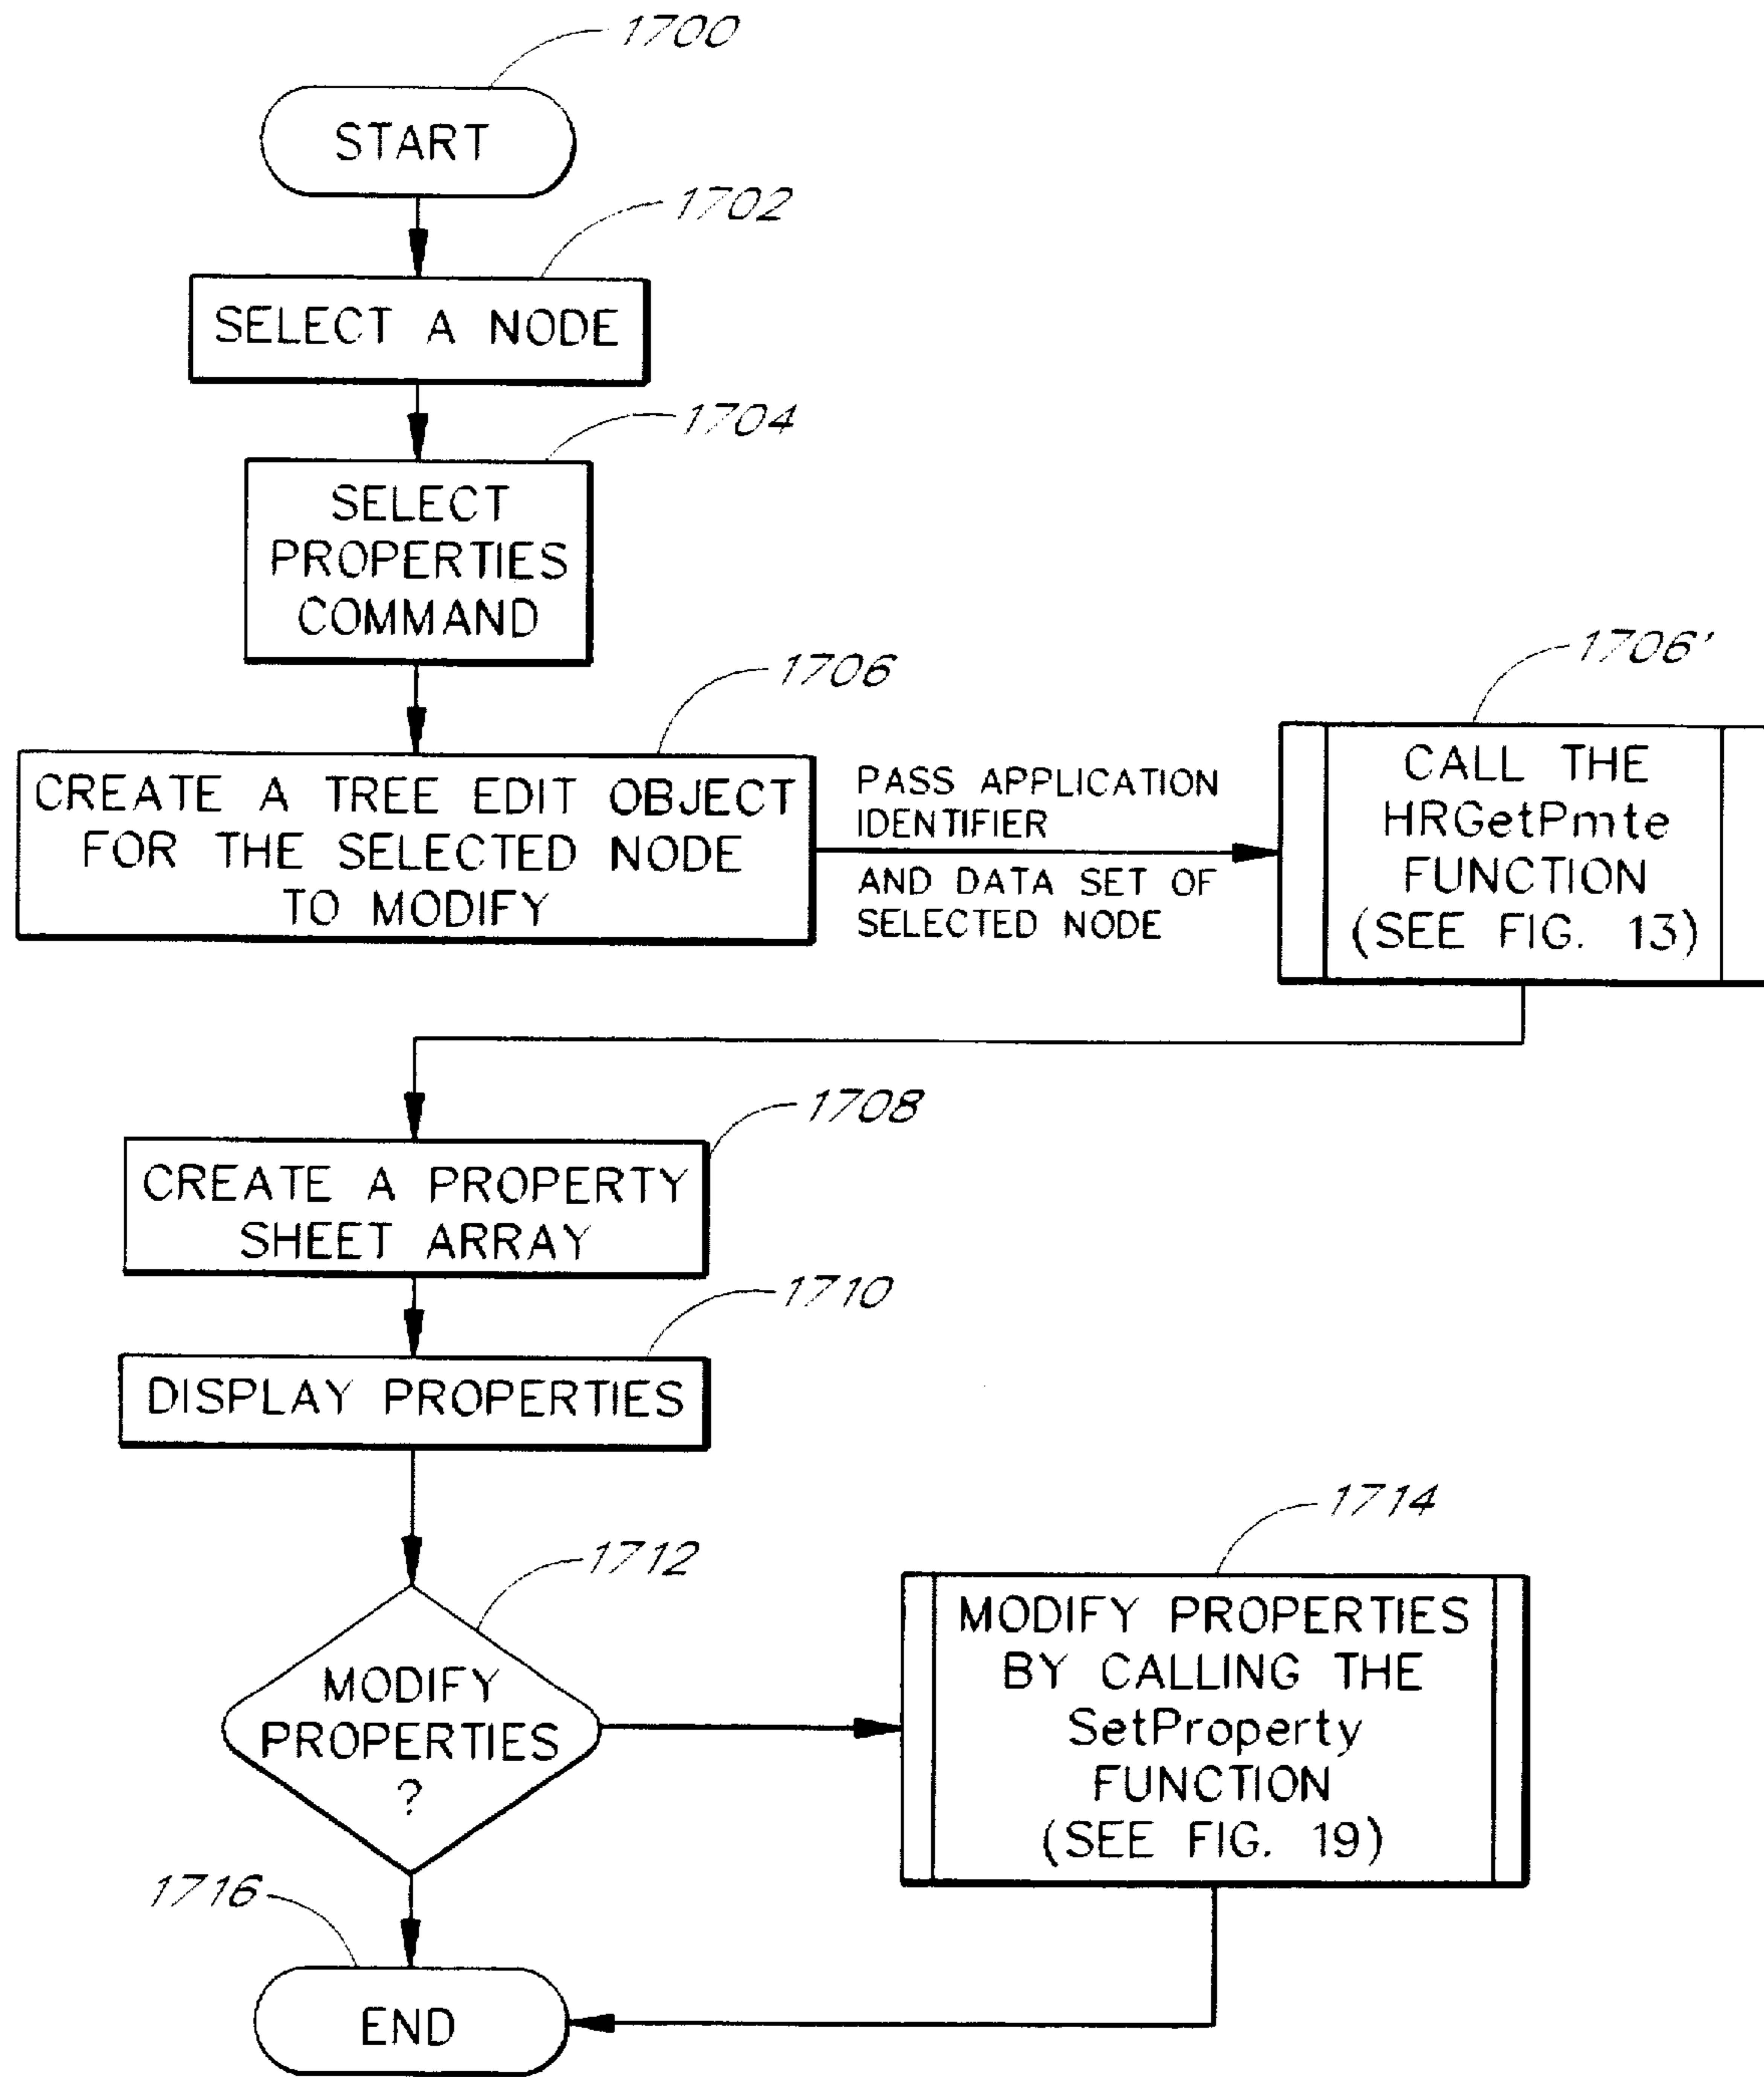 1700
START
1702
SELECT A NODE
1704
SELECT
PROPERTIES
COMMAND
1706
CREATE A TREE EDIT OBJECT
FOR THE SELECTED NODE
TO MODIFY
PASS APPLICATION
IDENTIFIER
AND DATA SET OF
SELECTED NODE
1706'
CALL THE
HRGetPmte
FUNCTION
(SEE FIG. 13)
1708
CREATE A PROPERTY
SHEET ARRAY
1710
DISPLAY PROPERTIES
1712
MODIFY
PROPERTIES
?
1714
MODIFY PROPERTIES
BY CALLING THE
SetProperty
FUNCTION
(SEE FIG. 19)
1716
END